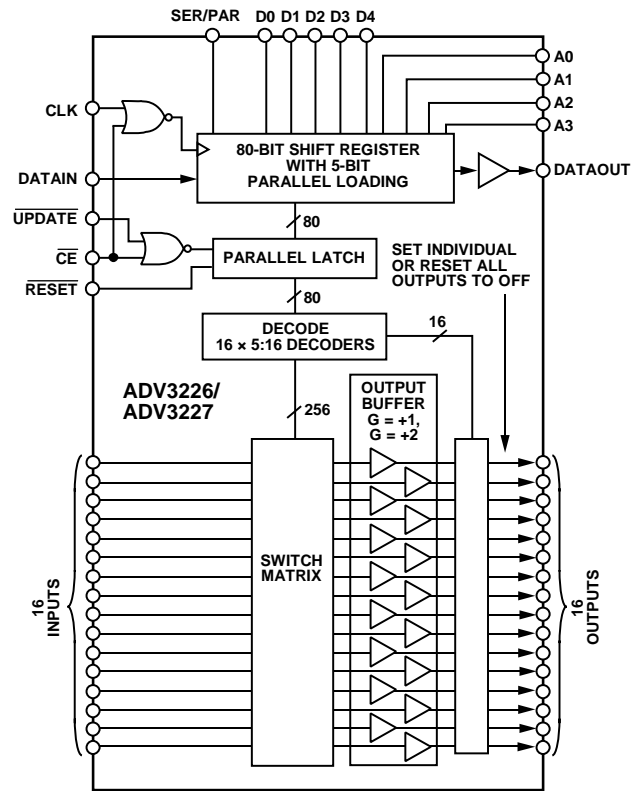 SER/PAR D0 D1 D2 D3 D4
A0
A1
A2
A3
CLK
80-BIT SHIFT REGISTER
WITH 5-BIT
PARALLEL LOADING
DATAOUT
DATAIN
UPDATE
80
CE
PARALLEL LATCH
SET INDIVIDUAL
OR RESET ALL
OUTPUTS TO OFF
RESET
80
DECODE
16 × 5:16 DECODERS
16
ADV3226/
ADV3227
256
OUTPUT
BUFFER
G = +1,
G = +2
SWITCH
MATRIX
16
INPUTS
16
OUTPUTS